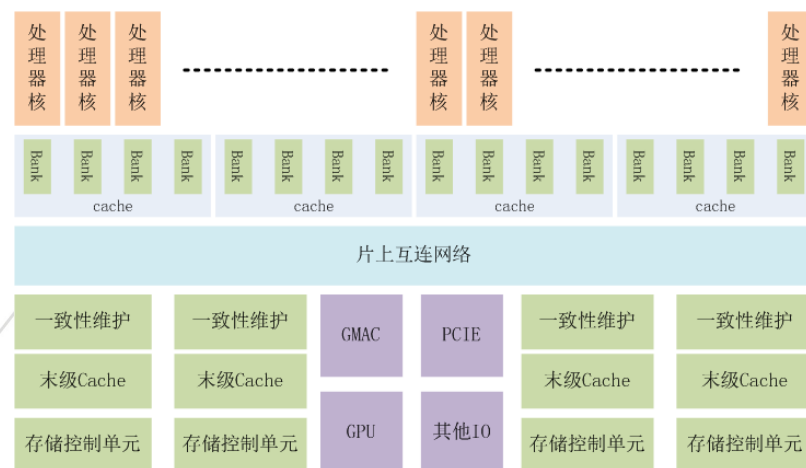 处理器核 处理器核 处理器核 处理器核 处理器核 处理器核
Bank Bank Bank Bank Bank Bank Bank Bank Bank Bank Bank Bank Bank Bank Bank Bank
cache cache cache cache
片上互连网络
一致性维护 一致性维护 GMAC PCIE 一致性维护 一致性维护
末级Cache 末级Cache 末级Cache 末级Cache
存储控制单元 存储控制单元 GPU 其他IO 存储控制单元 存储控制单元